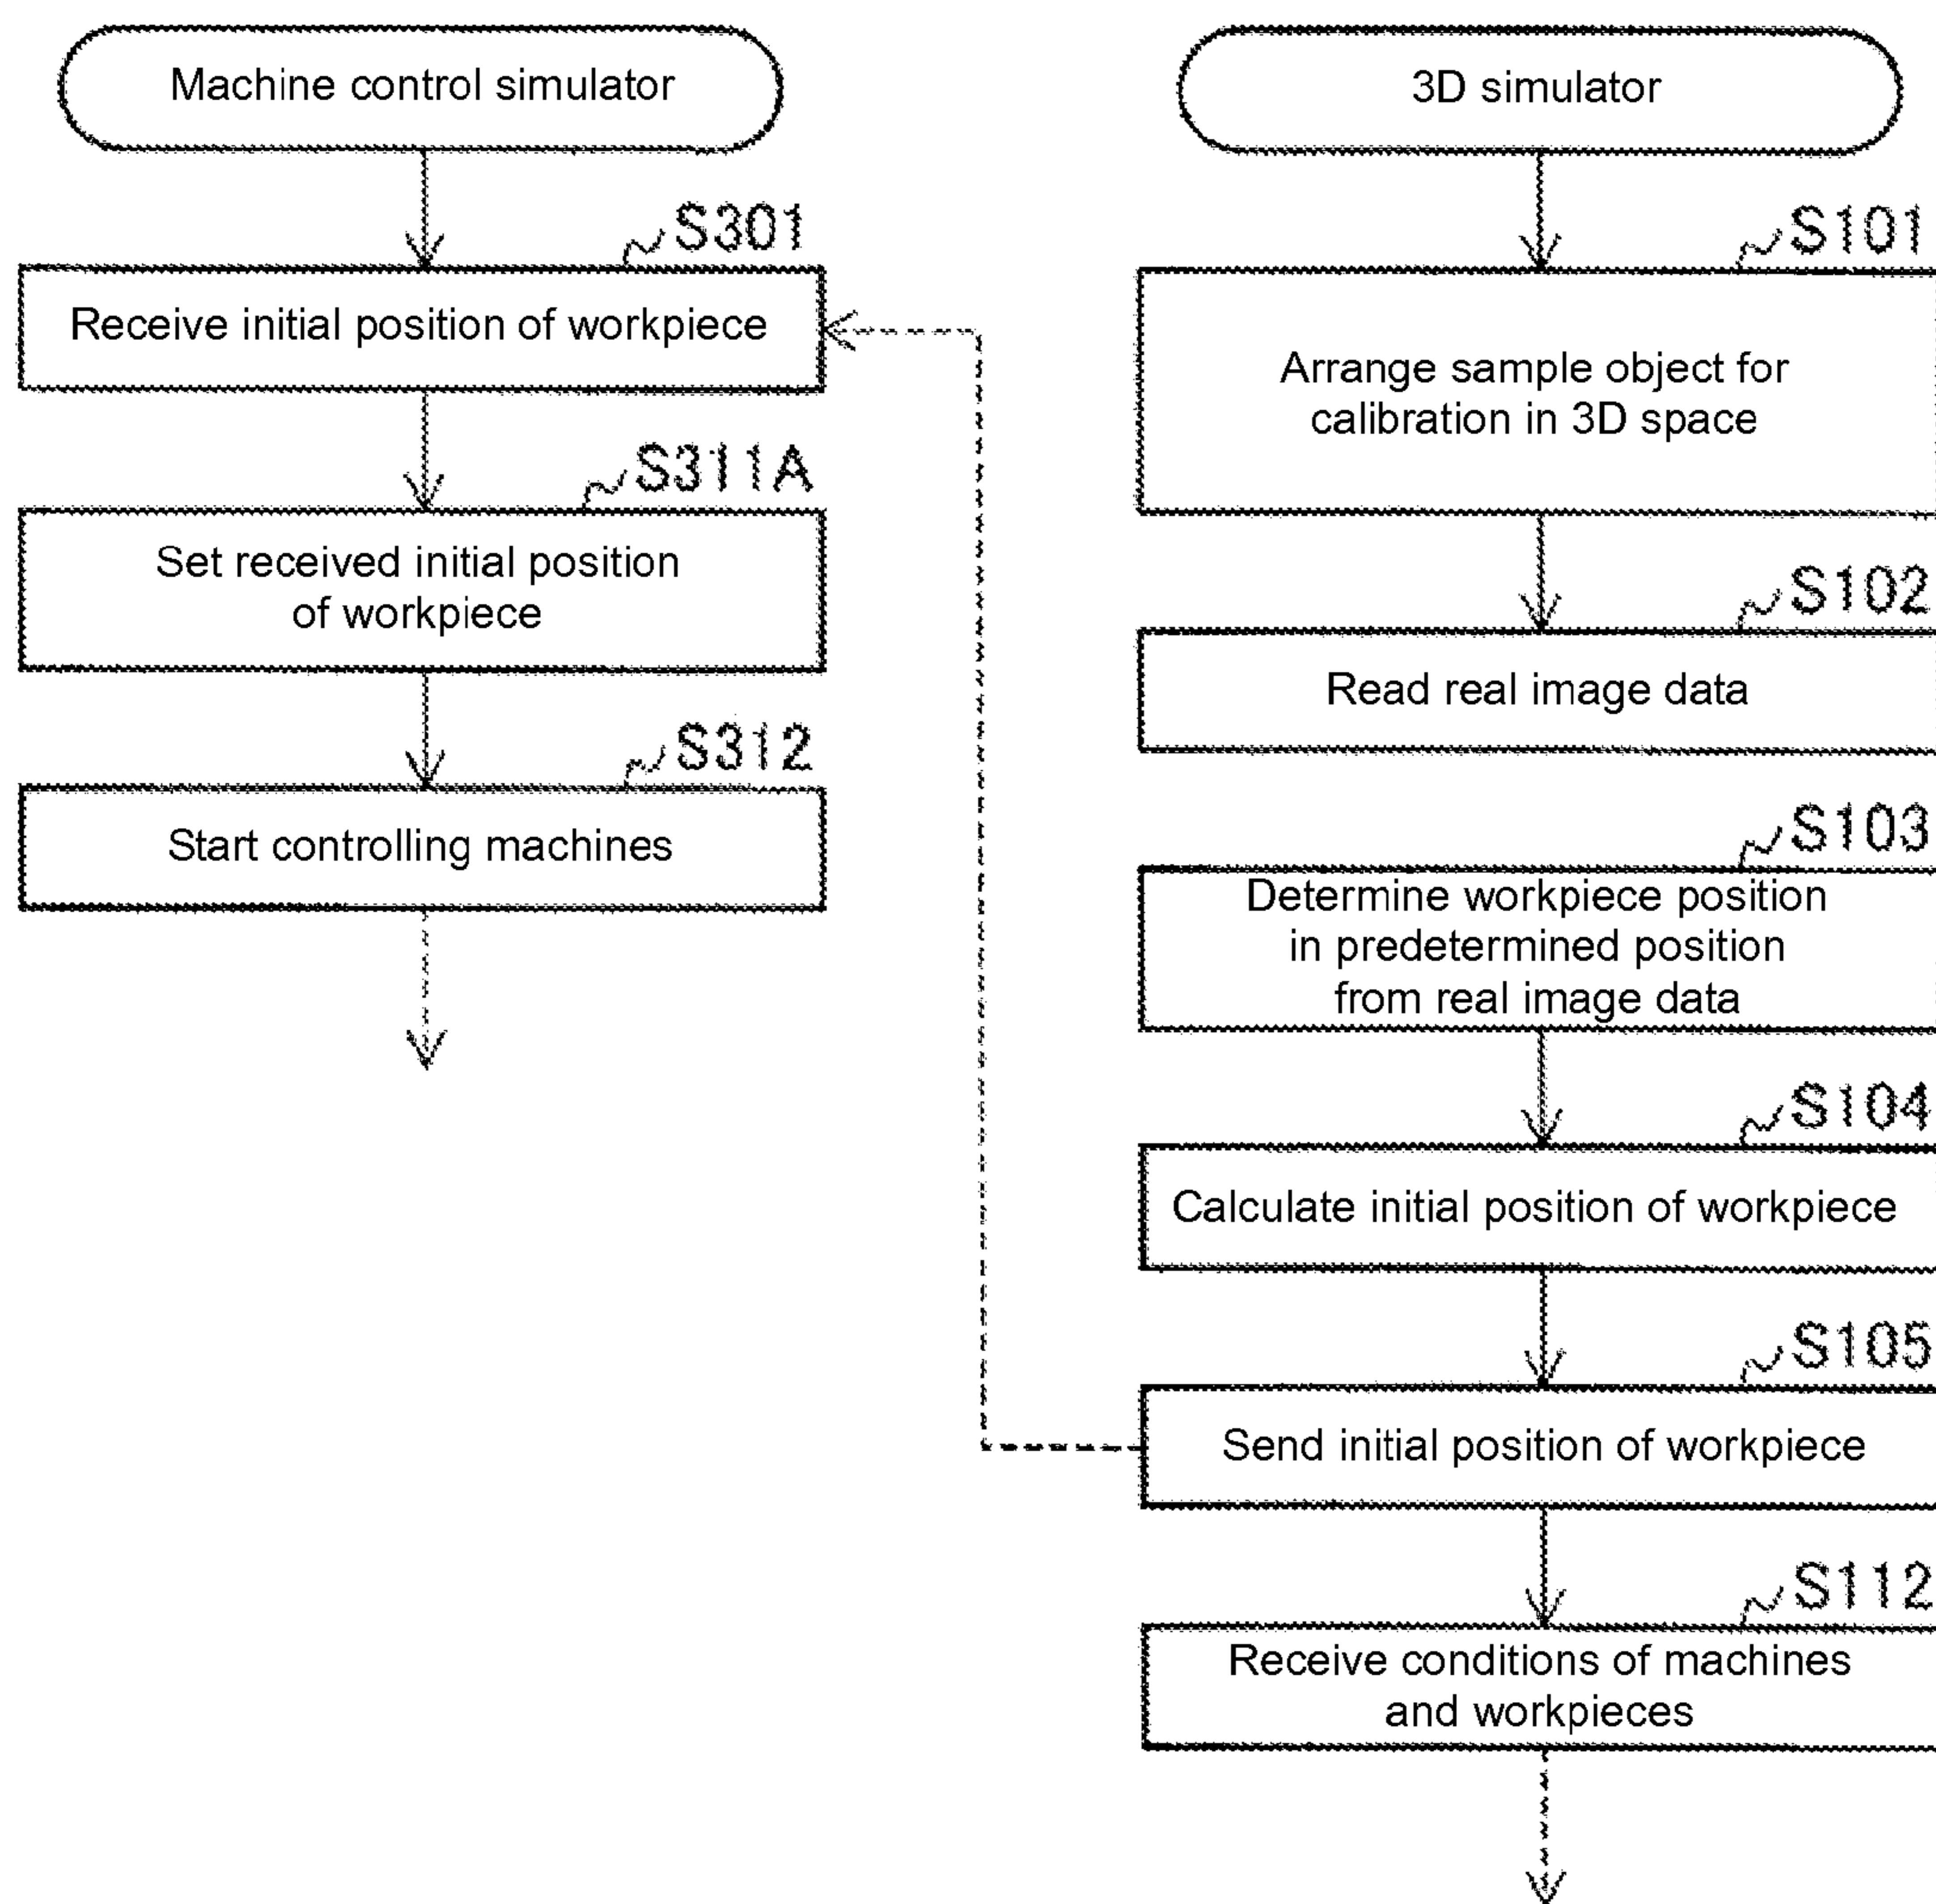 Machine control simulator
S301
Receive initial position of workpiece
S311A
Set received initial position
of workpiece
S312
Start controlling machines
3D simulator
S101
Arrange sample object for
calibration in 3D space
S102
Read real image data
S103
Determine workpiece position
in predetermined position
from real image data
S104
Calculate initial position of workpiece
S105
Send initial position of workpiece
S112
Receive conditions of machines
and workpieces